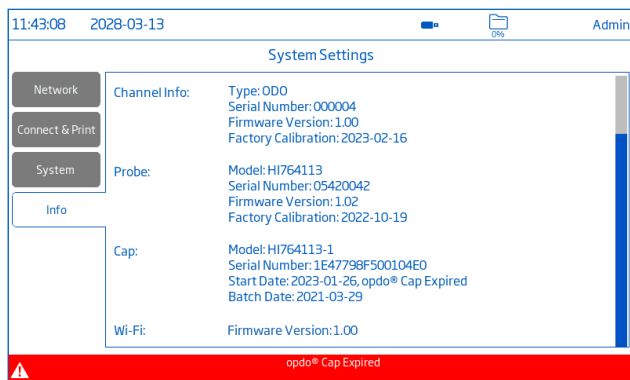 11:43:08 2028-03-13 0% Admin
System Settings
Network
Connect & Print
System
Info
Channel Info: Type: ODO
Serial Number: 000004
Firmware Version: 1.00
Factory Calibration: 2023-02-16
Probe: Model: HI764113
Serial Number: 05420042
Firmware Version: 1.02
Factory Calibration: 2022-10-19
Cap: Model: HI764113-1
Serial Number: 1E47798F500104E0
Start Date: 2023-01-26, opdo® Cap Expired
Batch Date: 2021-03-29
Wi-Fi: Firmware Version: 1.00
opdo® Cap Expired